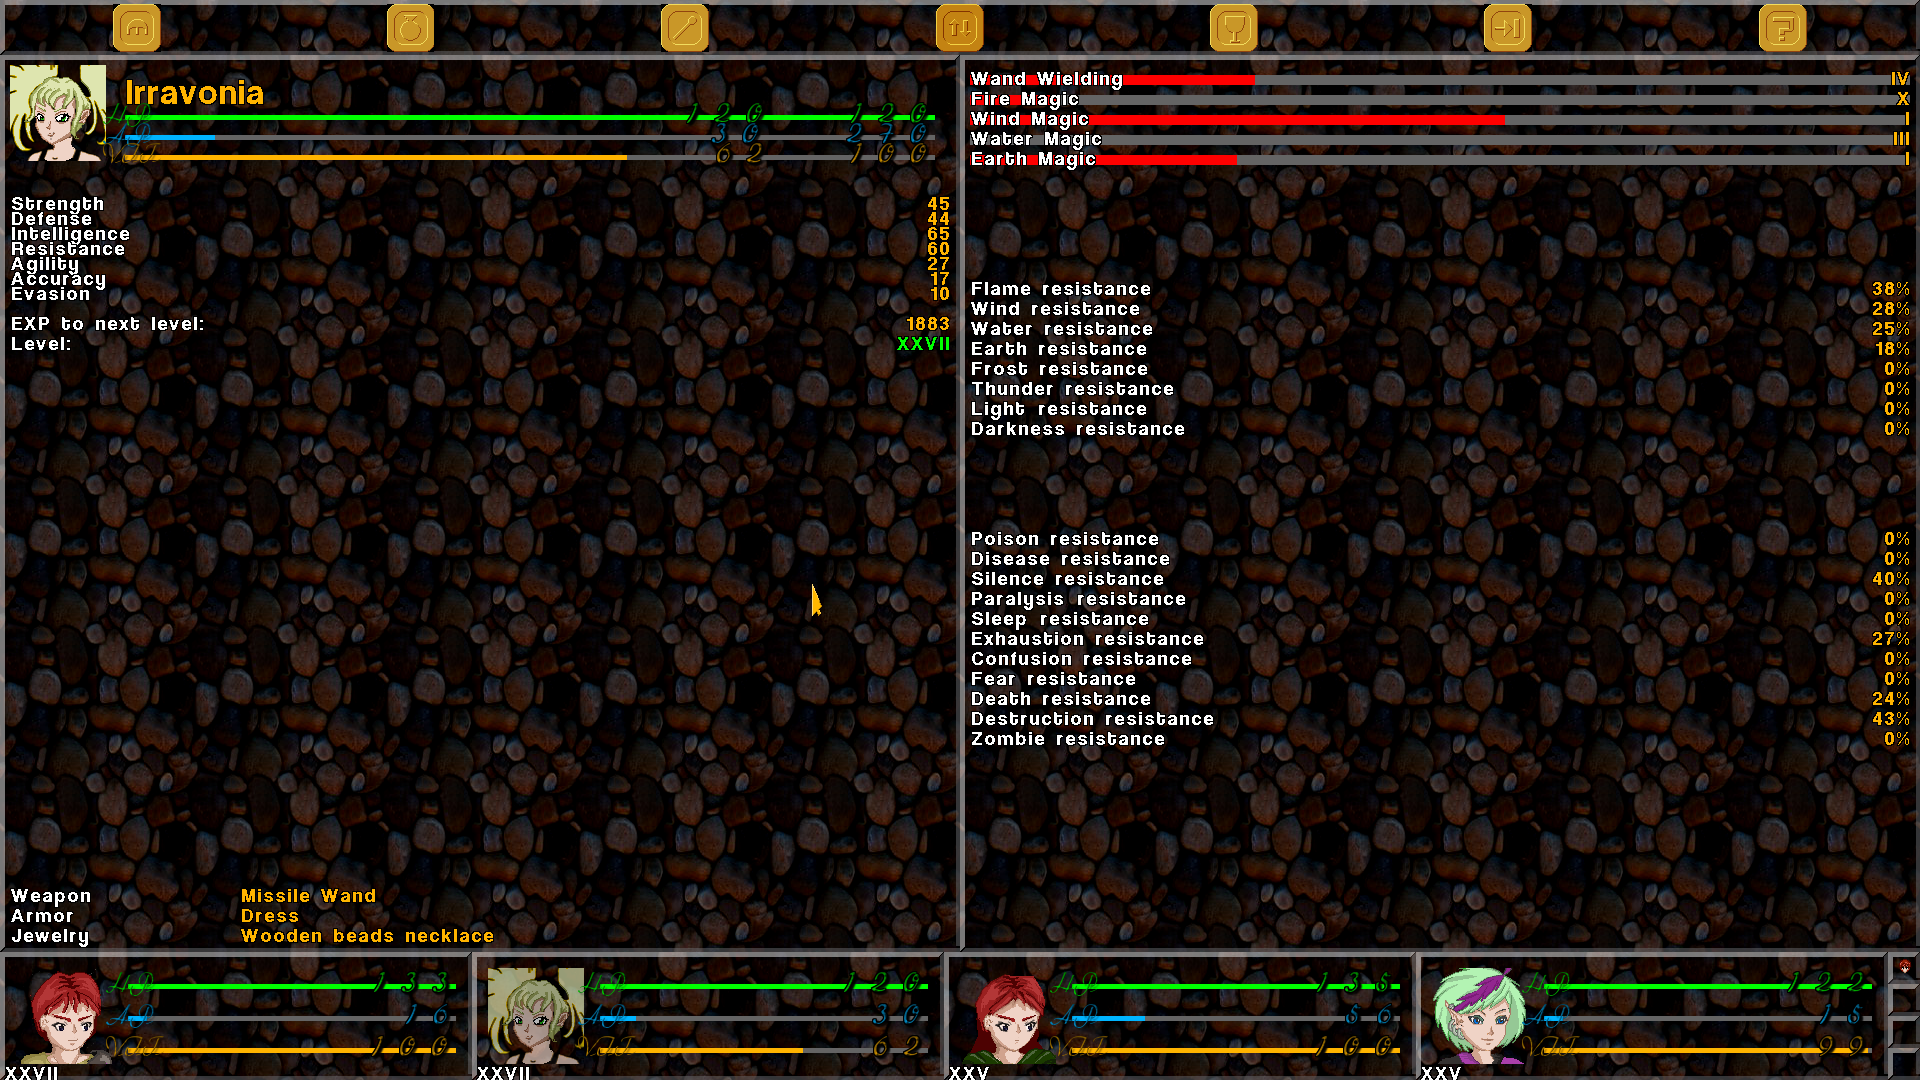 Irravonia
HP 120 120
AP 30 270
VIT 62 100
Strength 45
Defense 44
Intelligence 65
Resistance 60
Agility 27
Accuracy 17
Evasion 10
EXP to next level: 1883
Level: XXVII
Weapon Missile Wand
Armor Dress
Jewelry Wooden beads necklace
Wand Wielding IV
Fire Magic X
Wind Magic I
Water Magic III
Earth Magic I
Flame resistance 38%
Wind resistance 28%
Water resistance 25%
Earth resistance 18%
Frost resistance 0%
Thunder resistance 0%
Light resistance 0%
Darkness resistance 0%
Poison resistance 0%
Disease resistance 0%
Silence resistance 40%
Paralysis resistance 0%
Sleep resistance 0%
Exhaustion resistance 27%
Confusion resistance 0%
Fear resistance 0%
Death resistance 24%
Destruction resistance 43%
Zombie resistance 0%
HP 133
AP 16
VIT 100
XXVII
HP 120
AP 30
VIT 62
XXVII
HP 135
AP 56
VIT 100
XXV
HP 122
AP 15
VIT 99
XXV